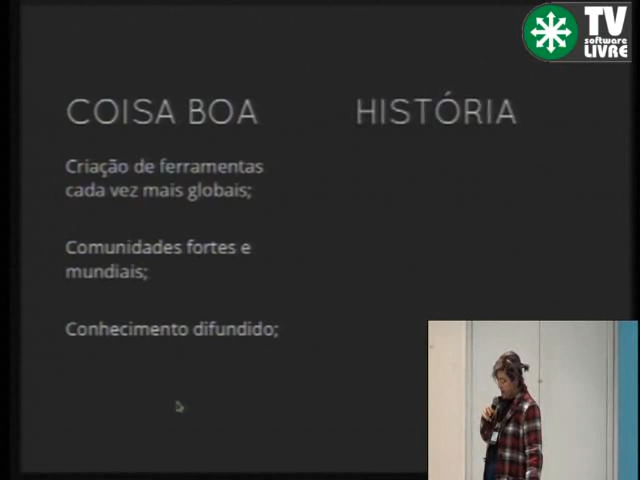 TV
software
LIVRE
COISA BOA
HISTÓRIA
Criação de ferramentas
cada vez mais globais;
Comunidades fortes e
mundiais;
Conhecimento difundido;